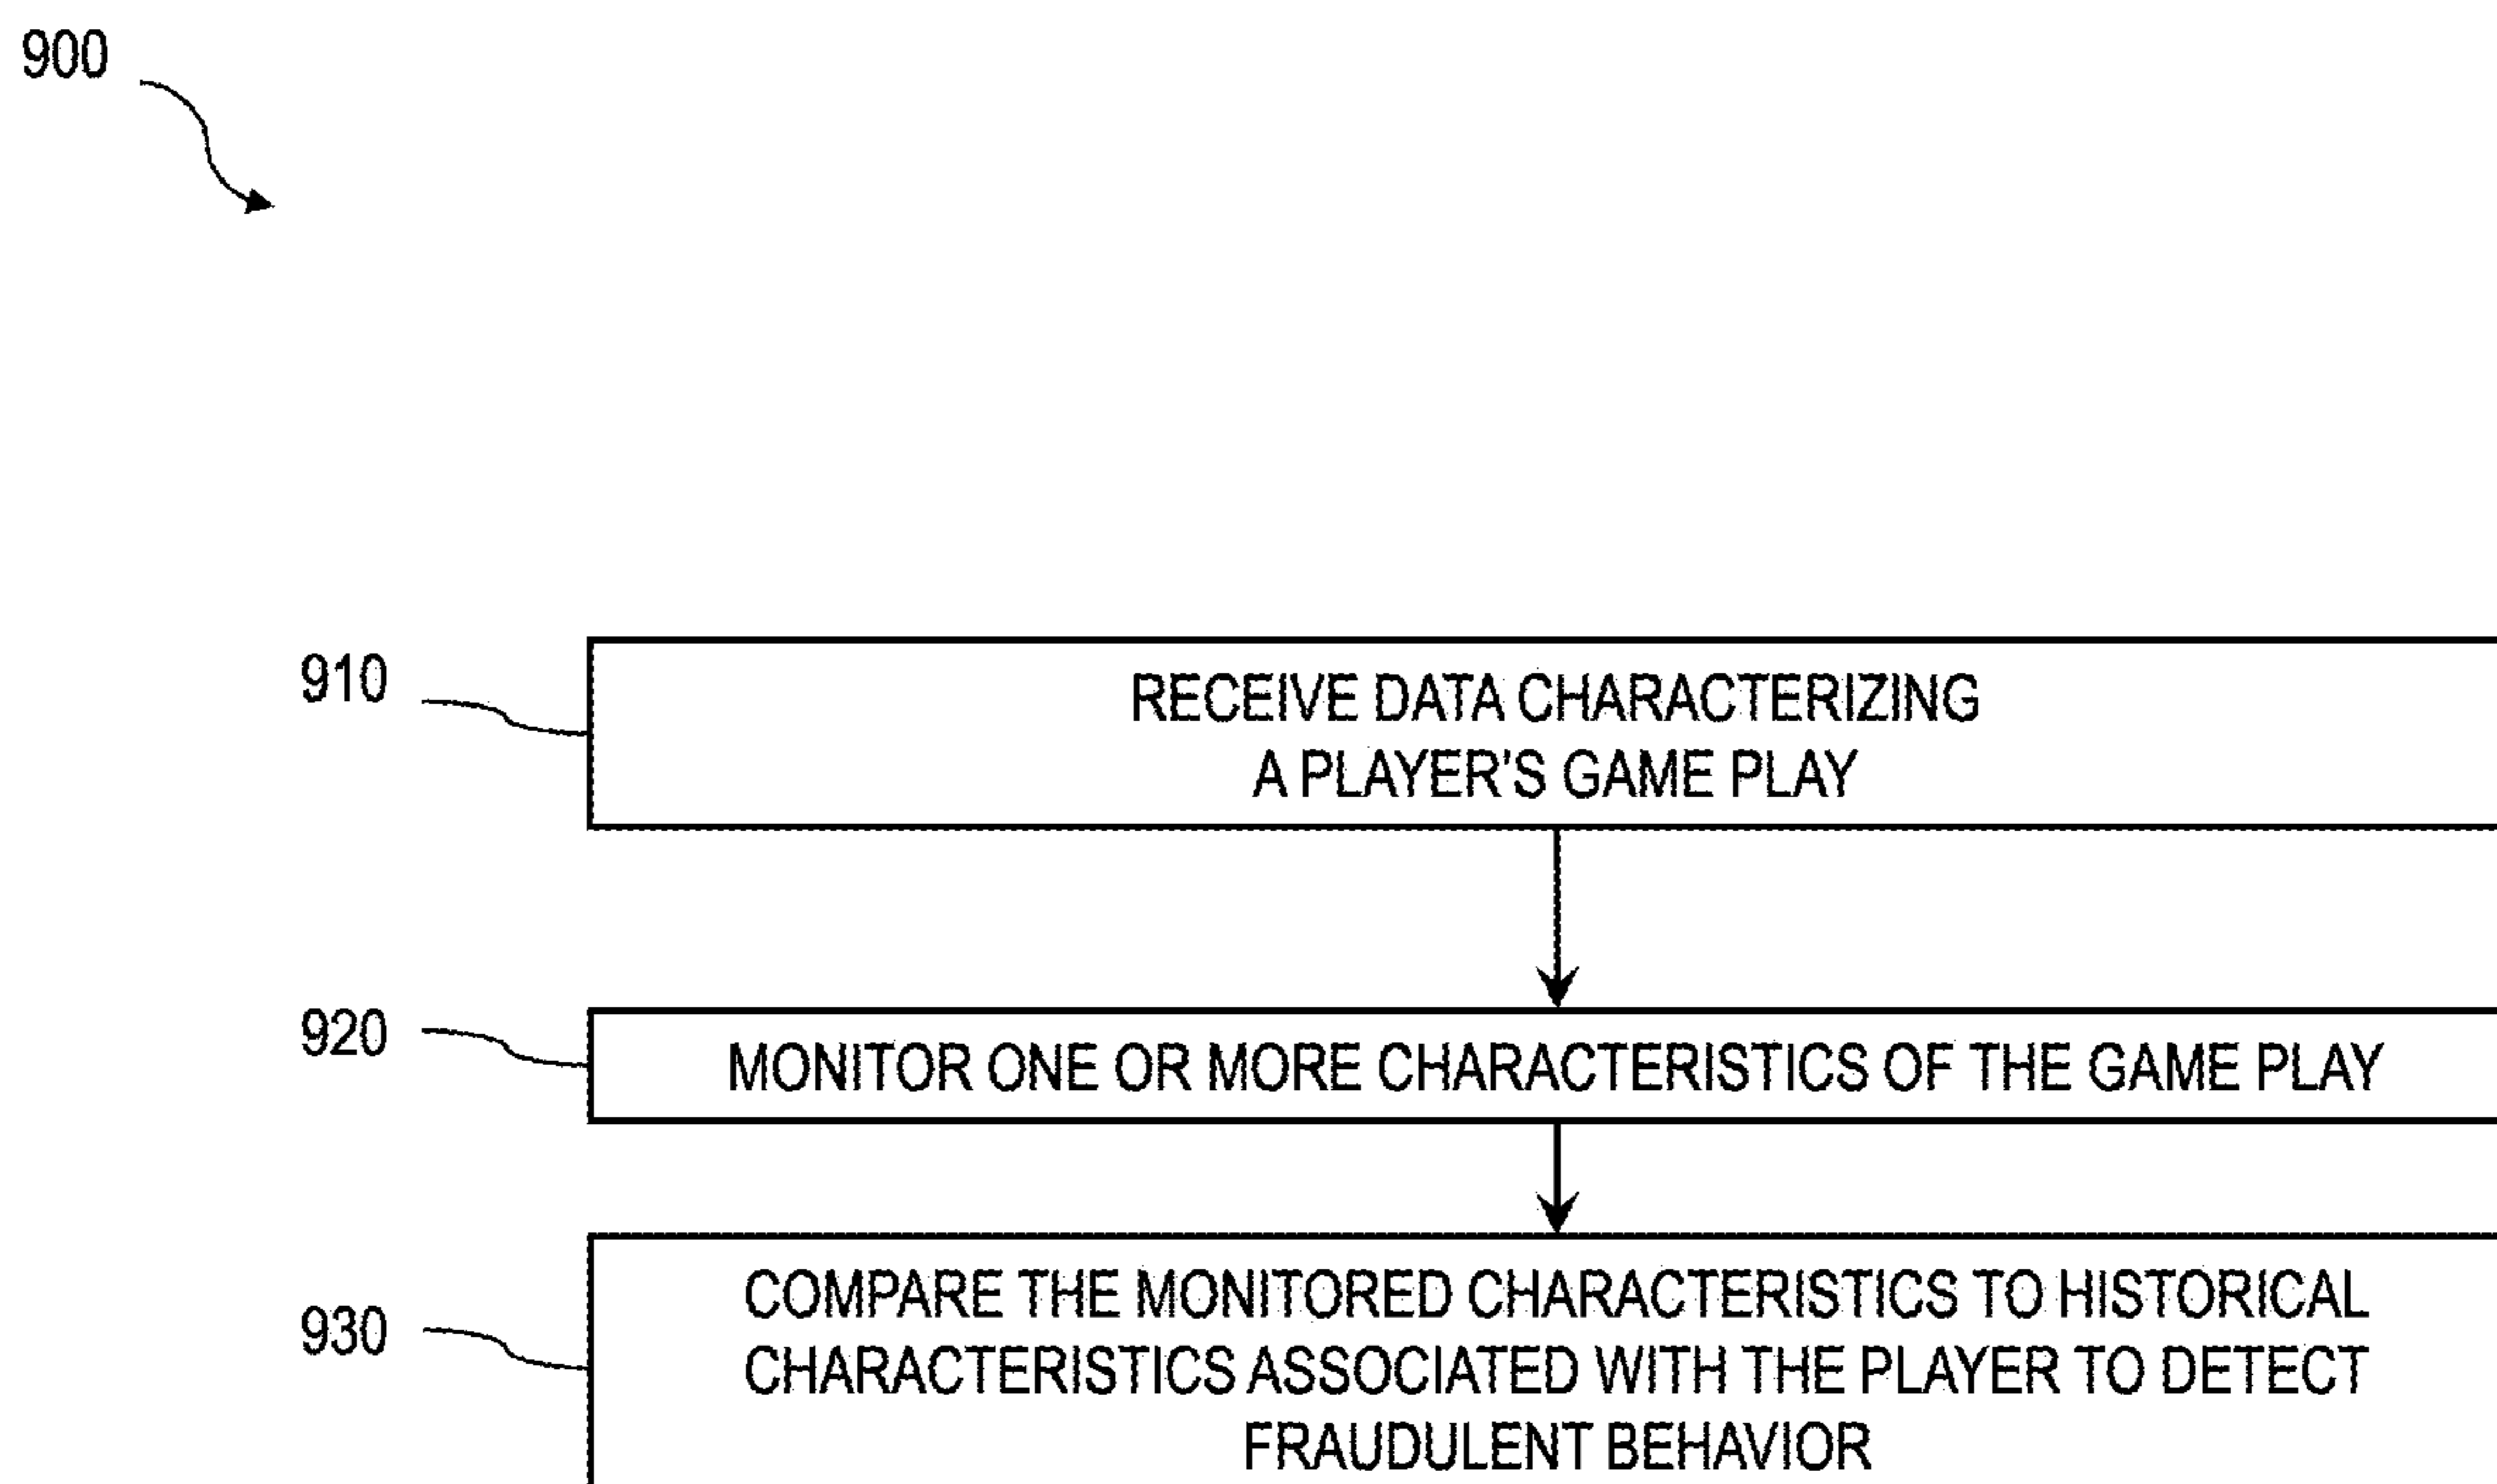 900
910
RECEIVE DATA CHARACTERIZING
A PLAYER'S GAME PLAY
920
MONITOR ONE OR MORE CHARACTERISTICS OF THE GAME PLAY
930
COMPARE THE MONITORED CHARACTERISTICS TO HISTORICAL
CHARACTERISTICS ASSOCIATED WITH THE PLAYER TO DETECT
FRAUDULENT BEHAVIOR